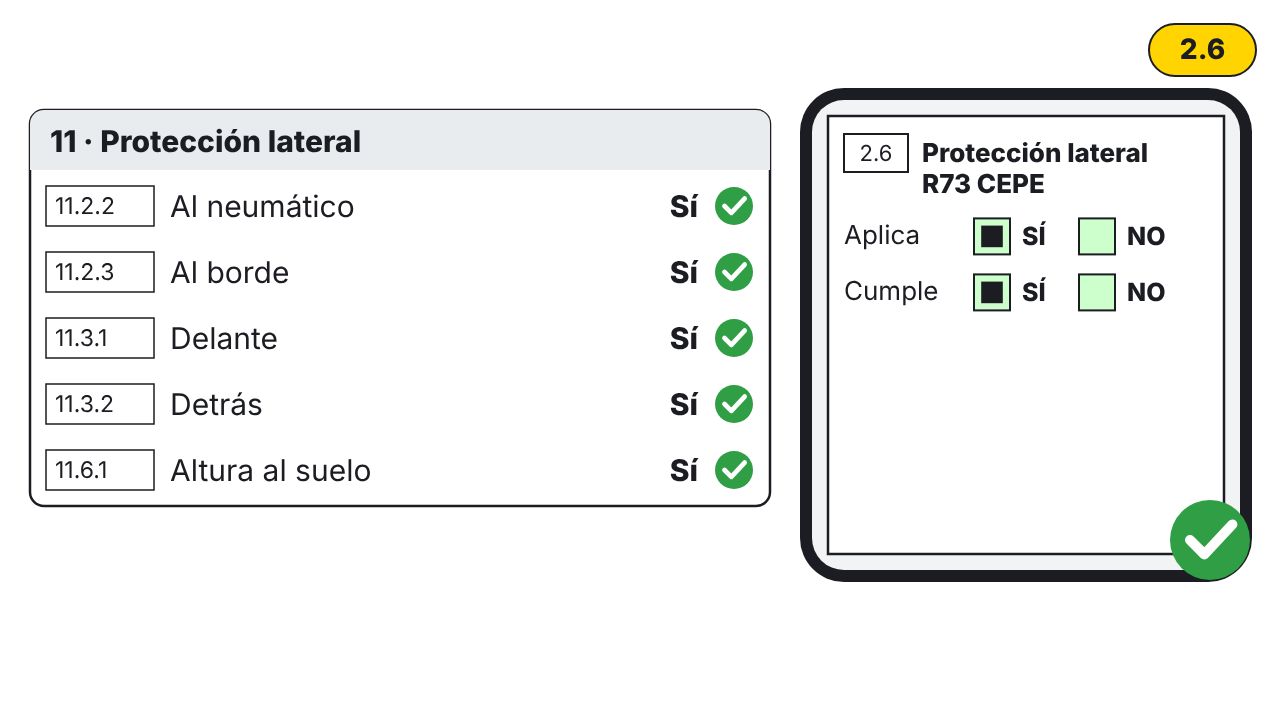 2.6
11 · Protección lateral
11.2.2 Al neumático Sí
11.2.3 Al borde Sí
11.3.1 Delante Sí
11.3.2 Detrás Sí
11.6.1 Altura al suelo Sí
2.6 Protección lateral
R73 CEPE
Aplica SÍ NO
Cumple SÍ NO